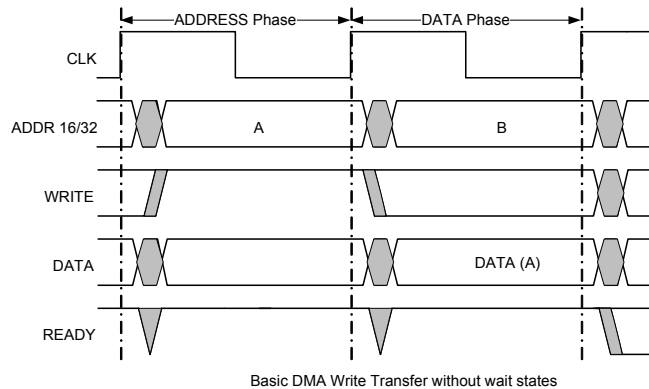 ADDRESS Phase DATA Phase
CLK
ADDR 16/32 A B
WRITE
DATA DATA (A)
READY
Basic DMA Write Transfer without wait states